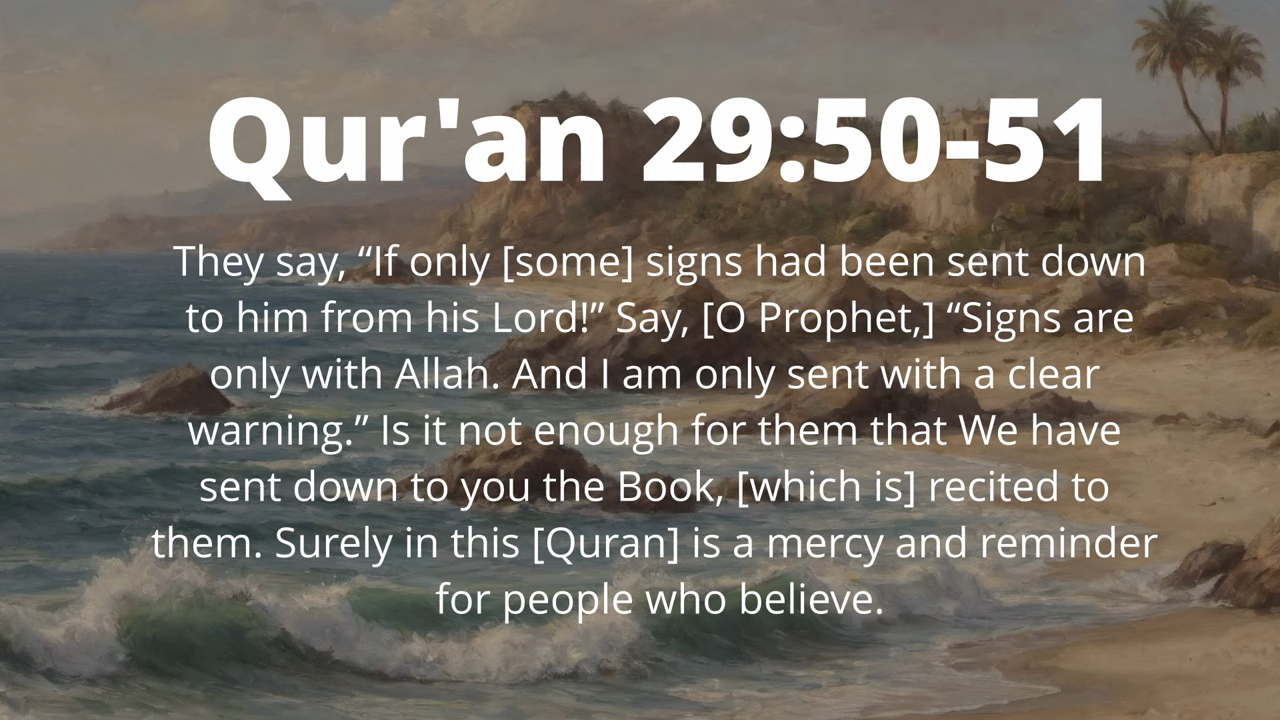 Qur'an 29:50-51
They say, “If only [some] signs had been sent down
to him from his Lord!” Say, [O Prophet,] “Signs are
only with Allah. And I am only sent with a clear
warning.” Is it not enough for them that We have
sent down to you the Book, [which is] recited to
them. Surely in this [Quran] is a mercy and reminder
for people who believe.